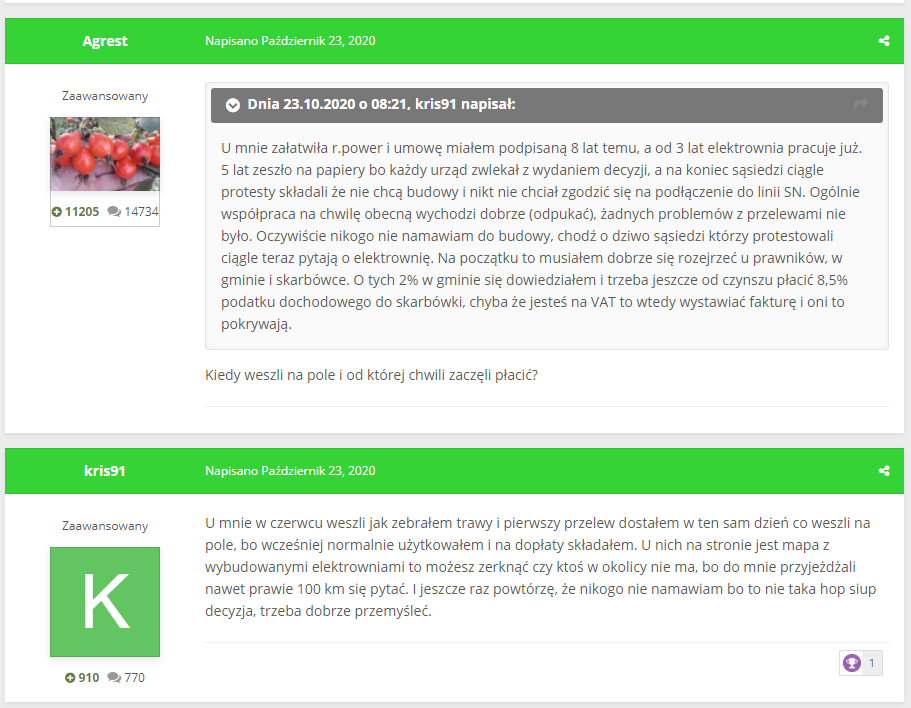 Agrest
Napisano Październik 23, 2020
Zaawansowany
11205 14734
Dnia 23.10.2020 o 08:21, kris91 napisał:
U mnie załatwiła r.power i umowę miałem podpisaną 8 lat temu, a od 3 lat elektrownia pracuje już.
5 lat zeszło na papiery bo każdy urząd zwlekał z wydaniem decyzji, a na koniec sąsiedzi ciągle
protesty składali że nie chcą budowy i nikt nie chciał zgodzić się na podłączenie do linii SN. Ogólnie
współpraca na chwilę obecną wychodzi dobrze (odpukać), żadnych problemów z przelewami nie
było. Oczywiście nikogo nie namawiam do budowy, chodź o dziwo sąsiedzi którzy protestowali
ciągle teraz pytają o elektrownię. Na początku to musiałem dobrze się rozejrzeć u prawników, w
gminie i skarbówce. O tych 2% w gminie się dowiedziałem i trzeba jeszcze od czynszu płacić 8,5%
podatku dochodowego do skarbówki, chyba że jesteś na VAT to wtedy wystawiać fakturę i oni to
pokrywają.
Kiedy weszli na pole i od której chwili zaczęli płacić?
kris91
Napisano Październik 23, 2020
Zaawansowany
K
910 770
U mnie w czerwcu weszli jak zebrałem trawy i pierwszy przelew dostałem w ten sam dzień co weszli na
pole, bo wcześniej normalnie użytkowałem i na dopłaty składałem. U nich na stronie jest mapa z
wybudowanymi elektrowniami to możesz zerknąć czy ktoś w okolicy nie ma, bo do mnie przyjeżdżali
nawet prawie 100 km się pytać. I jeszcze raz powtórzę, że nikogo nie namawiam bo to nie taka hop siup
decyzja, trzeba dobrze przemyśleć.
1